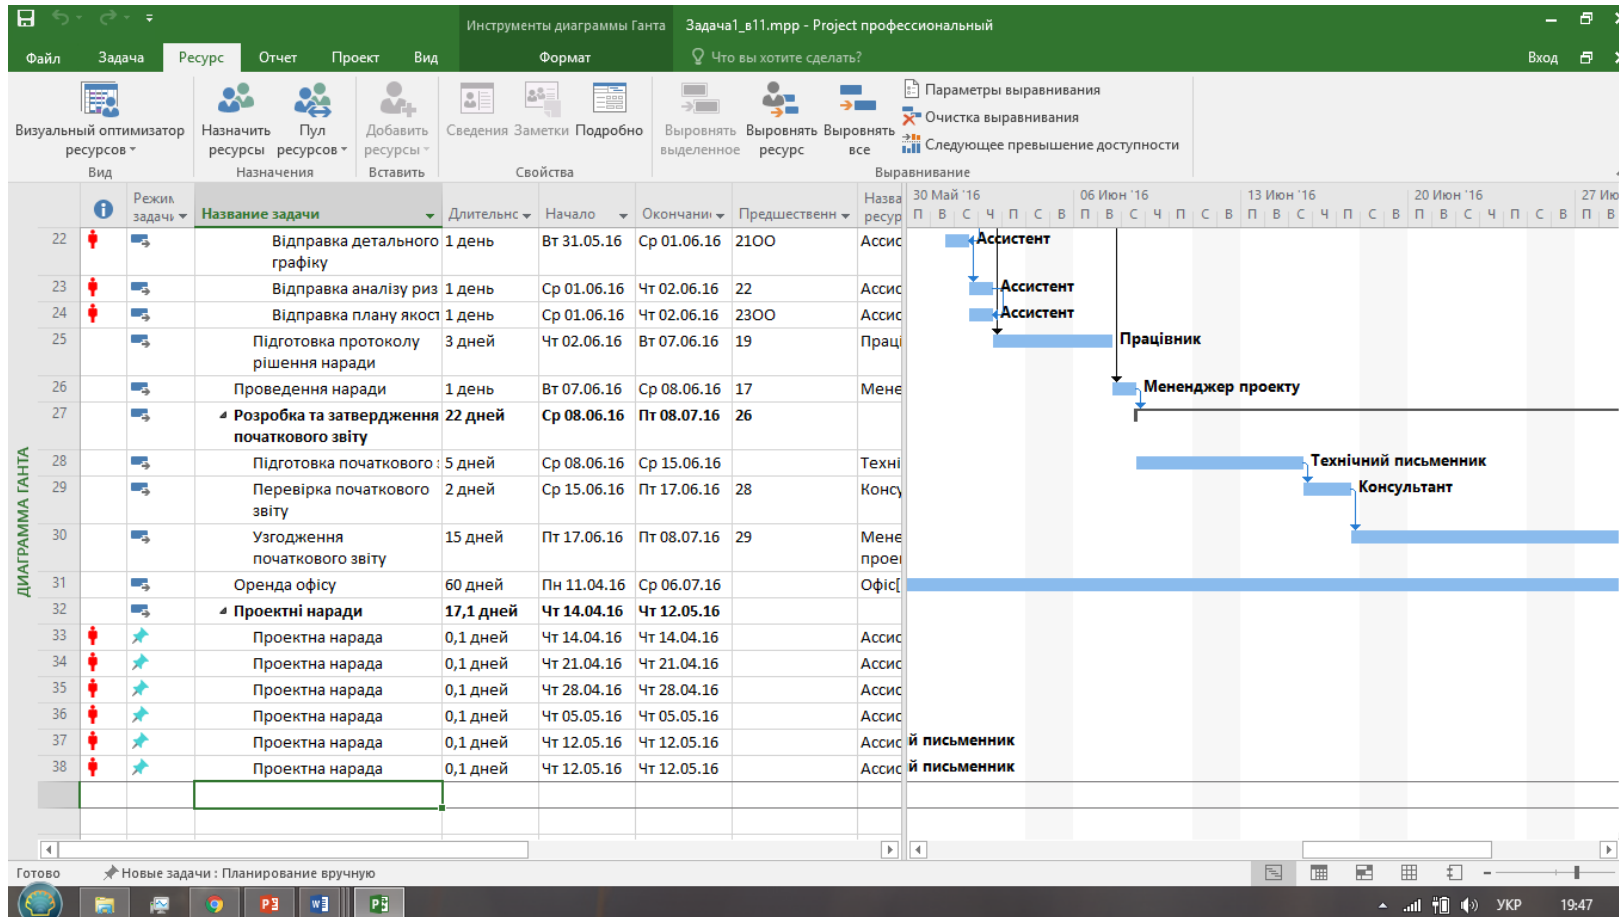 Инструменты диаграммы Ганта Задача1_в11.mpp - Project профессиональный
Файл Задача Ресурс Отчет Проект Вид Формат Что вы хотите сделать? Вход
Визуальный оптимизатор ресурсов
Вид
Назначить ресурсы
Пул ресурсов
Назначения
Добавить ресурсы
Вставить
Сведения Заметки Подробно
Свойства
Выровнять выделенное
Выровнять ресурс
Выровнять все
Параметры выравнивания
Очистка выравнивания
Следующее превышение доступности
Выравнивание
Режим задачи Название задачи Длительнс Начало Окончани Предшественн Назва ресур
30 Май '16 06 Июн '16 13 Июн '16 20 Июн '16 27 Ию
П В С Ч П С В П В С Ч П С В П В С Ч П С В П В С Ч П С В П В
22 Відправка детального графіку 1 день Вт 31.05.16 Ср 01.06.16 21ОО Ассис Ассистент
23 Відправка аналізу риз 1 день Ср 01.06.16 Чт 02.06.16 22 Ассис Ассистент
24 Відправка плану якост 1 день Ср 01.06.16 Чт 02.06.16 23ОО Ассис Ассистент
25 Підготовка протоколу рішення наради 3 дней Чт 02.06.16 Вт 07.06.16 19 Праці Працівник
26 Проведення наради 1 день Вт 07.06.16 Ср 08.06.16 17 Мене Мененджер проекту
27 Розробка та затвердження початкового звіту 22 дней Ср 08.06.16 Пт 08.07.16 26
28 Підготовка початкового з 5 дней Ср 08.06.16 Ср 15.06.16 Техні Технічний письменник
29 Перевірка початкового звіту 2 дней Ср 15.06.16 Пт 17.06.16 28 Консу Консультант
30 Узгодження початкового звіту 15 дней Пт 17.06.16 Пт 08.07.16 29 Мене проек
31 Оренда офісу 60 дней Пн 11.04.16 Ср 06.07.16 Офіс[
32 Проектні наради 17,1 дней Чт 14.04.16 Чт 12.05.16
33 Проектна нарада 0,1 дней Чт 14.04.16 Чт 14.04.16 Ассис
34 Проектна нарада 0,1 дней Чт 21.04.16 Чт 21.04.16 Ассис
35 Проектна нарада 0,1 дней Чт 28.04.16 Чт 28.04.16 Ассис
36 Проектна нарада 0,1 дней Чт 05.05.16 Чт 05.05.16 Ассис
37 Проектна нарада 0,1 дней Чт 12.05.16 Чт 12.05.16 Ассис й письменник
38 Проектна нарада 0,1 дней Чт 12.05.16 Чт 12.05.16 Ассис й письменник
ДИАГРАММА ГАНТА
Готово Новые задачи : Планирование вручную
УКР 19:47